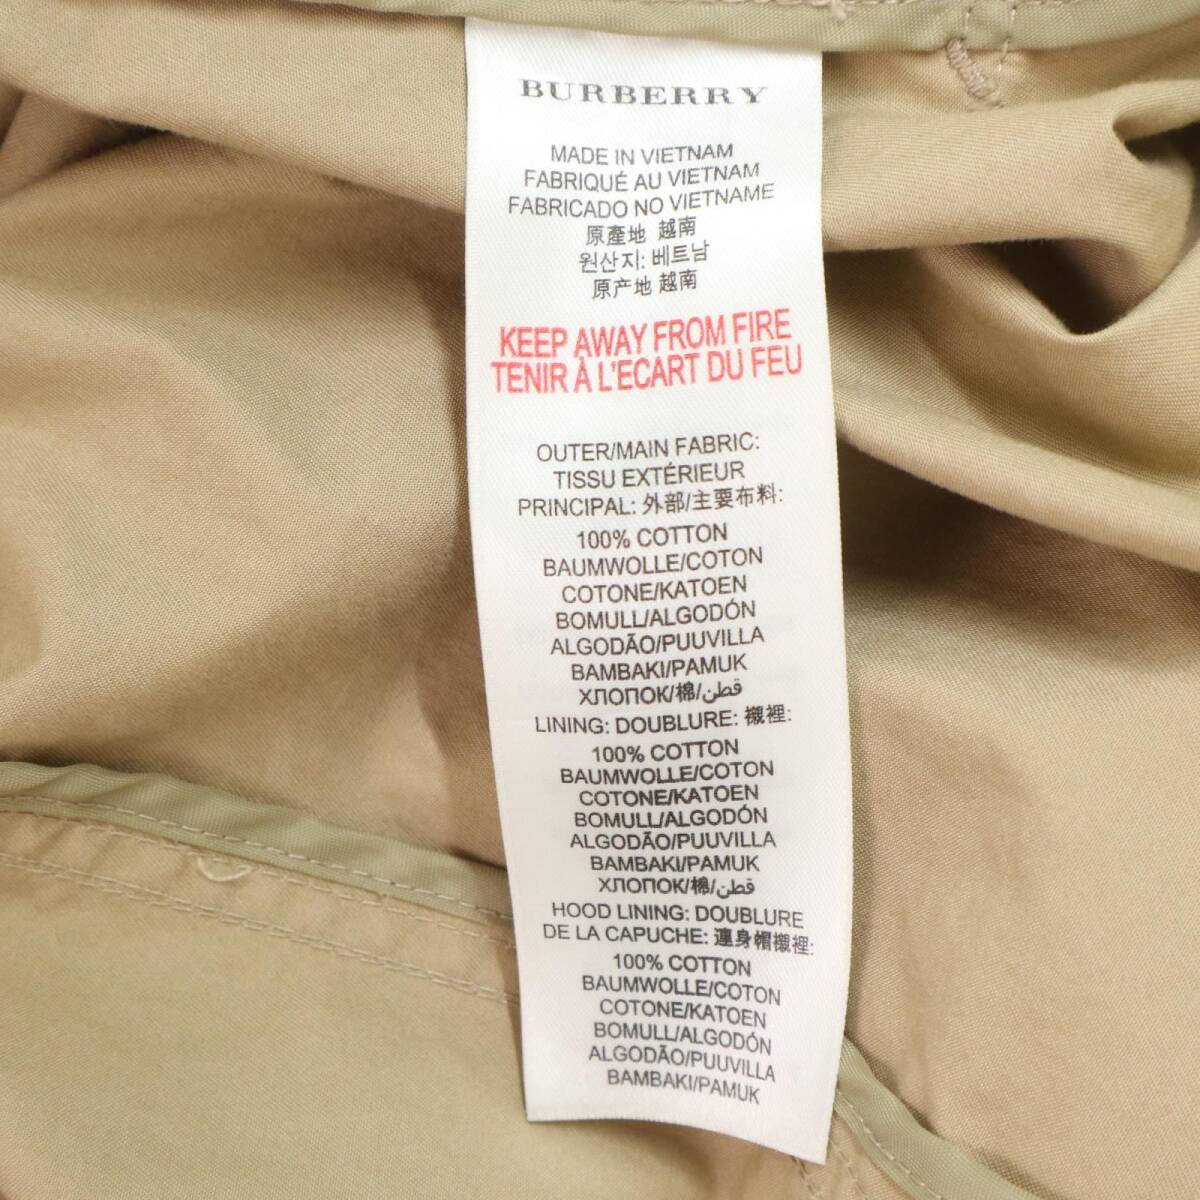 BURBERRY
MADE IN VIETNAM
FABRIQUÉ AU VIETNAM
FABRICADO NO VIETNAME
原產地 越南
원산지: 베트남
原产地 越南
KEEP AWAY FROM FIRE
TENIR À L'ECART DU FEU
OUTER/MAIN FABRIC:
TISSU EXTÉRIEUR
PRINCIPAL: 外部/主要布料:
100% COTTON
BAUMWOLLE/COTON
COTONE/KATOEN
BOMULL/ALGODÓN
ALGODÃO/PUUVILLA
BAMBAKI/PAMUK
ХЛОПОК/棉/قطن
LINING: DOUBLURE: 襯裡:
100% COTTON
BAUMWOLLE/COTON
COTONE/KATOEN
BOMULL/ALGODÓN
ALGODÃO/PUUVILLA
BAMBAKI/PAMUK
ХЛОПОК/棉/قطن
HOOD LINING: DOUBLURE
DE LA CAPUCHE: 連身帽襯裡:
100% COTTON
BAUMWOLLE/COTON
COTONE/KATOEN
BOMULL/ALGODÓN
ALGODÃO/PUUVILLA
BAMBAKI/PAMUK